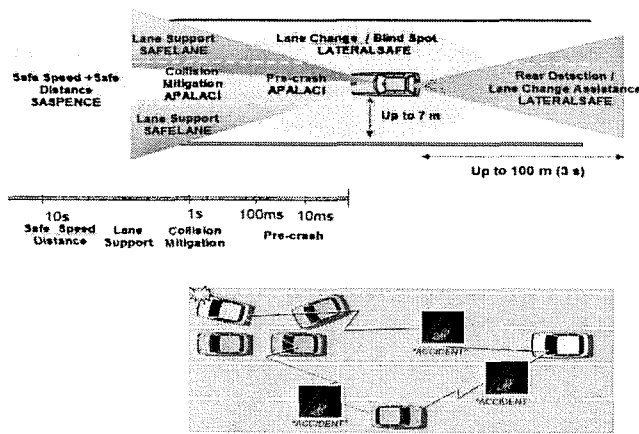 Lane Support
SAFELANE
Lane Change / Blind Spot
LATERALSAFE
Safe Speed +Safe
Distance
SASPENCE
Collision
Mitigation
APALACI
Pre-crash
APALACI
Rear Detection /
Lane Change Assistance
LATERALSAFE
Lane Support
SAFELANE
Up to 7 m
Up to 100 m (3 s)
10s
1s
100ms
10ms
Safe Speed
Distance
Lane
Support
Collision
Mitigation
Pre-crash
"ACCIDENT"
"ACCIDENT"
"ACCIDENT"